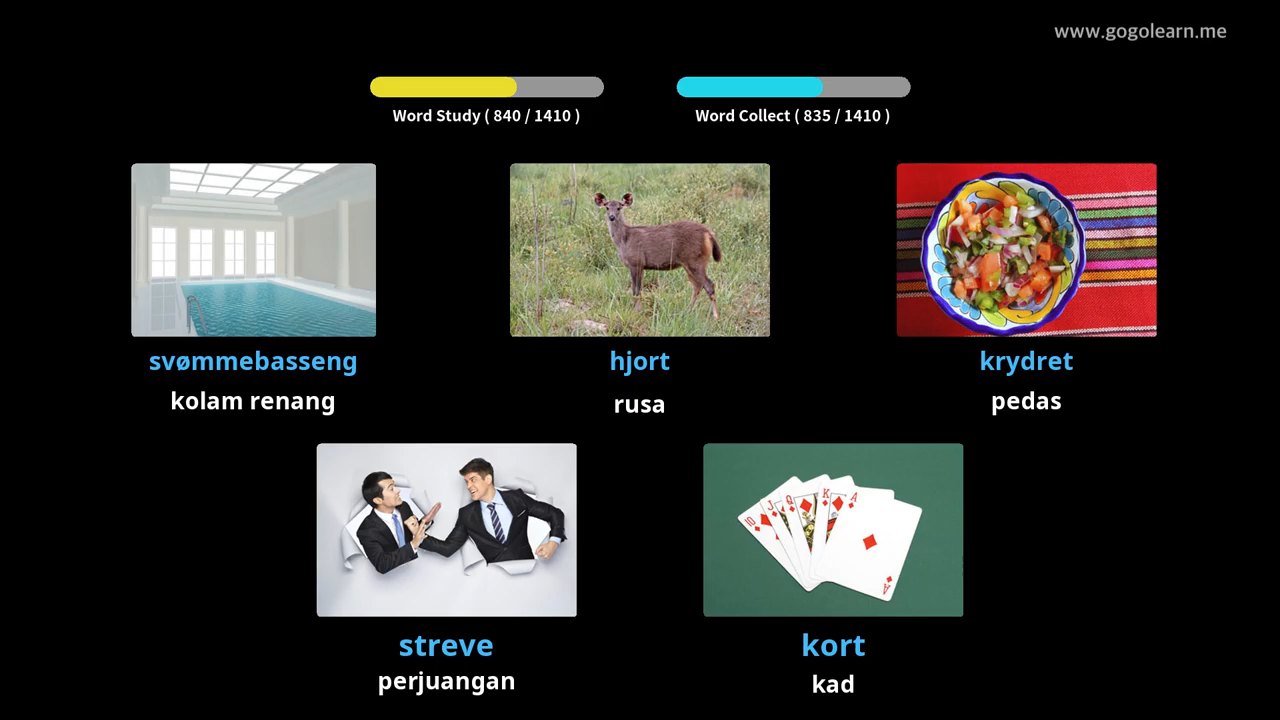 www.gogolearn.me
Word Study ( 840 / 1410 )
Word Collect ( 835 / 1410 )
svømmebasseng
kolam renang
hjort
rusa
krydret
pedas
10 J Q K A
A
streve
perjuangan
kort
kad